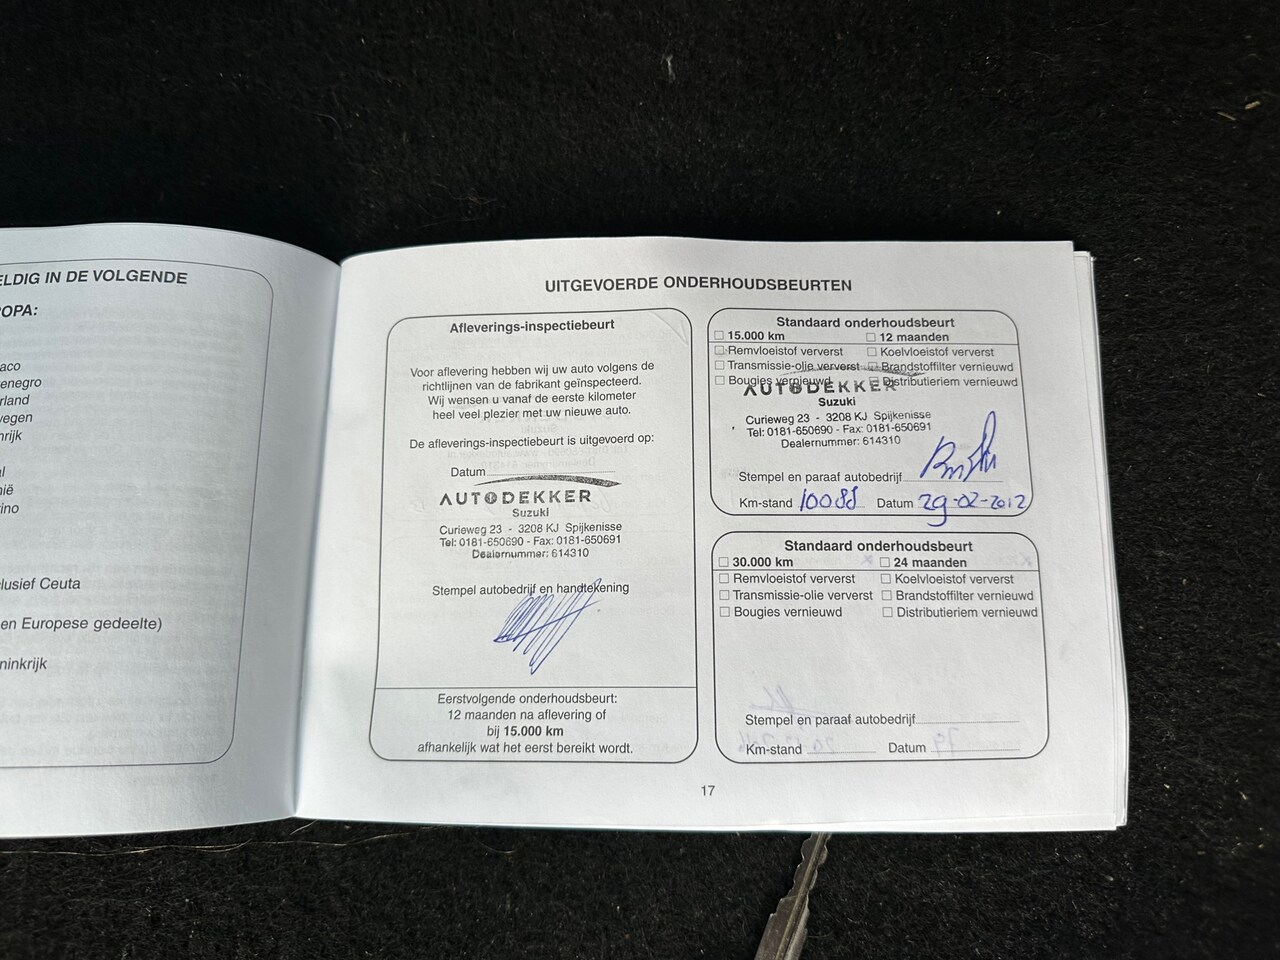 ELDIG IN DE VOLGENDE
OPA:
aco
enegro
rland
wegen
nrijk
al
nië
rino
clusief Ceuta
en Europese gedeelte)
ninkrijk
UITGEVOERDE ONDERHOUDSBEURTEN
Afleverings-inspectiebeurt
Voor aflevering hebben wij uw auto volgens de
richtlijnen van de fabrikant geïnspecteerd.
Wij wensen u vanaf de eerste kilometer
heel veel plezier met uw nieuwe auto.
De afleverings-inspectiebeurt is uitgevoerd op:
Datum
AUTODEKKER
Suzuki
Curieweg 23 - 3208 KJ Spijkenisse
Tel: 0181-650690 - Fax: 0181-650691
Dealernummer: 614310
Stempel autobedrijf en handtekening
Eerstvolgende onderhoudsbeurt:
12 maanden na aflevering of
bij 15.000 km
afhankelijk wat het eerst bereikt wordt.
Standaard onderhoudsbeurt
15.000 km 12 maanden
Remvloeistof ververst Koelvloeistof ververst
Transmissie-olie ververst Brandstoffilter vernieuwd
Bougies vernieuwd Distributieriem vernieuwd
AUTODEKKER
Suzuki
Curieweg 23 - 3208 KJ Spijkenisse
Tel: 0181-650690 - Fax: 0181-650691
Dealernummer: 614310
Stempel en paraaf autobedrijf
Km-stand Datum 29-02-2012
Standaard onderhoudsbeurt
30.000 km 24 maanden
Remvloeistof ververst Koelvloeistof ververst
Transmissie-olie ververst Brandstoffilter vernieuwd
Bougies vernieuwd Distributieriem vernieuwd
Stempel en paraaf autobedrijf
Km-stand Datum
17